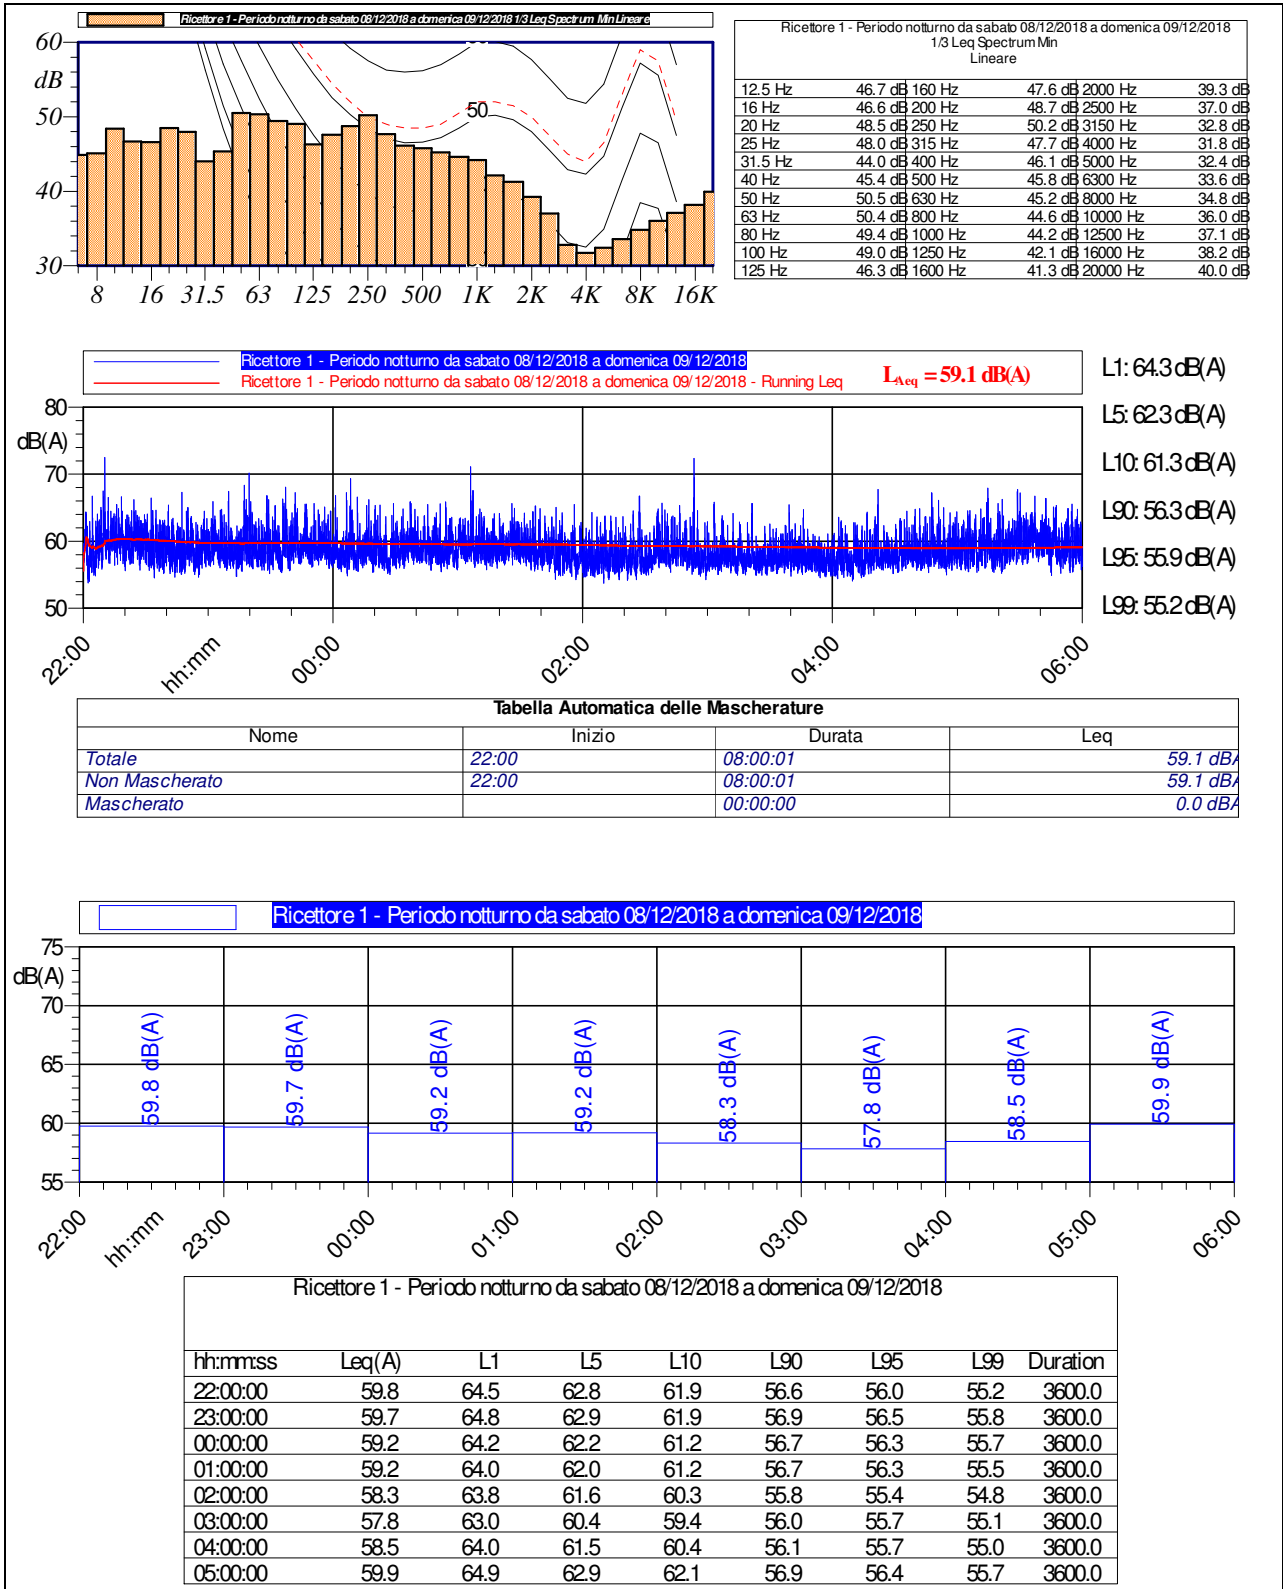 Ricettore 1 - Periodo notturno da sabato 08/12/2018 a domenica 09/12/2018 1/3 Leq Spectrum Min Lineare
60
dB
50
40
30
50
8 16 31.5 63 125 250 500 1K 2K 4K 8K 16K
Ricettore 1 - Periodo notturno da sabato 08/12/2018 a domenica 09/12/2018
1/3 Leq Spectrum Min
Lineare
12.5 Hz 46.7 dB 160 Hz 47.6 dB 2000 Hz 39.3 dB
16 Hz 46.6 dB 200 Hz 48.7 dB 2500 Hz 37.0 dB
20 Hz 48.5 dB 250 Hz 50.2 dB 3150 Hz 32.8 dB
25 Hz 48.0 dB 315 Hz 47.7 dB 4000 Hz 31.8 dB
31.5 Hz 44.0 dB 400 Hz 46.1 dB 5000 Hz 32.4 dB
40 Hz 45.4 dB 500 Hz 45.8 dB 6300 Hz 33.6 dB
50 Hz 50.5 dB 630 Hz 45.2 dB 8000 Hz 34.8 dB
63 Hz 50.4 dB 800 Hz 44.6 dB 10000 Hz 36.0 dB
80 Hz 49.4 dB 1000 Hz 44.2 dB 12500 Hz 37.1 dB
100 Hz 49.0 dB 1250 Hz 42.1 dB 16000 Hz 38.2 dB
125 Hz 46.3 dB 1600 Hz 41.3 dB 20000 Hz 40.0 dB
Ricettore 1 - Periodo notturno da sabato 08/12/2018 a domenica 09/12/2018
Ricettore 1 - Periodo notturno da sabato 08/12/2018 a domenica 09/12/2018 - Running Leq
LAeq = 59.1 dB(A)
L1: 64.3 dB(A)
L5: 62.3 dB(A)
L10: 61.3 dB(A)
L90: 56.3 dB(A)
L95: 55.9 dB(A)
L99: 55.2 dB(A)
80
dB(A)
70
60
50
22:00 hh:mm 00:00 02:00 04:00 06:00
Tabella Automatica delle Mascherature
Nome Inizio Durata Leq
Totale 22:00 08:00:01 59.1 dBA
Non Mascherato 22:00 08:00:01 59.1 dBA
Mascherato 00:00:00 0.0 dBA
Ricettore 1 - Periodo notturno da sabato 08/12/2018 a domenica 09/12/2018
75
dB(A)
70
65
60
55
59.8 dB(A) 59.7 dB(A) 59.2 dB(A) 59.2 dB(A) 58.3 dB(A) 57.8 dB(A) 58.5 dB(A) 59.9 dB(A)
22:00 hh:mm 23:00 00:00 01:00 02:00 03:00 04:00 05:00 06:00
Ricettore 1 - Periodo notturno da sabato 08/12/2018 a domenica 09/12/2018
hh:mm:ss Leq(A) L1 L5 L10 L90 L95 L99 Duration
22:00:00 59.8 64.5 62.8 61.9 56.6 56.0 55.2 3600.0
23:00:00 59.7 64.8 62.9 61.9 56.9 56.5 55.8 3600.0
00:00:00 59.2 64.2 62.2 61.2 56.7 56.3 55.7 3600.0
01:00:00 59.2 64.0 62.0 61.2 56.7 56.3 55.5 3600.0
02:00:00 58.3 63.8 61.6 60.3 55.8 55.4 54.8 3600.0
03:00:00 57.8 63.0 60.4 59.4 56.0 55.7 55.1 3600.0
04:00:00 58.5 64.0 61.5 60.4 56.1 55.7 55.0 3600.0
05:00:00 59.9 64.9 62.9 62.1 56.9 56.4 55.7 3600.0